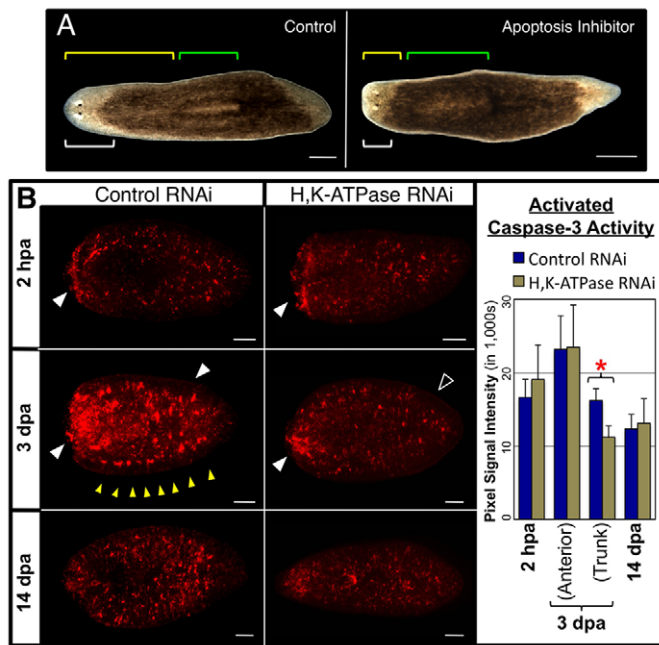 A
Control
Apoptosis Inhibitor
B
Control RNAi
H,K-ATPase RNAi
2 hpa
3 dpa
14 dpa
Activated
Caspase-3 Activity
Control RNAi
H,K-ATPase RNAi
Pixel Signal Intensity (in 1,000s)
30
20
10
0
*
2 hpa
(Anterior)
(Trunk)
14 dpa
3 dpa